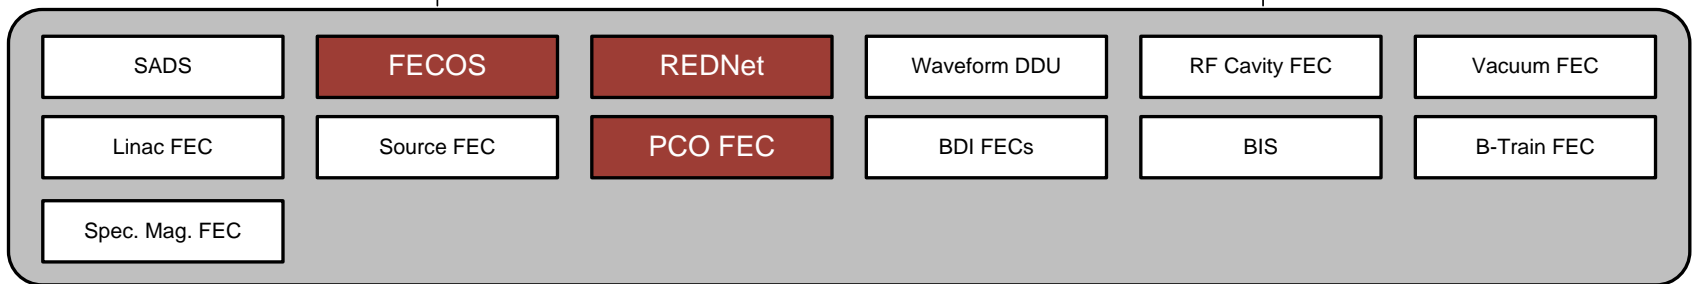 SADS
FECOS
REDNet
Waveform DDU
RF Cavity FEC
Vacuum FEC
Linac FEC
Source FEC
PCO FEC
BDI FECs
BIS
B-Train FEC
Spec. Mag. FEC